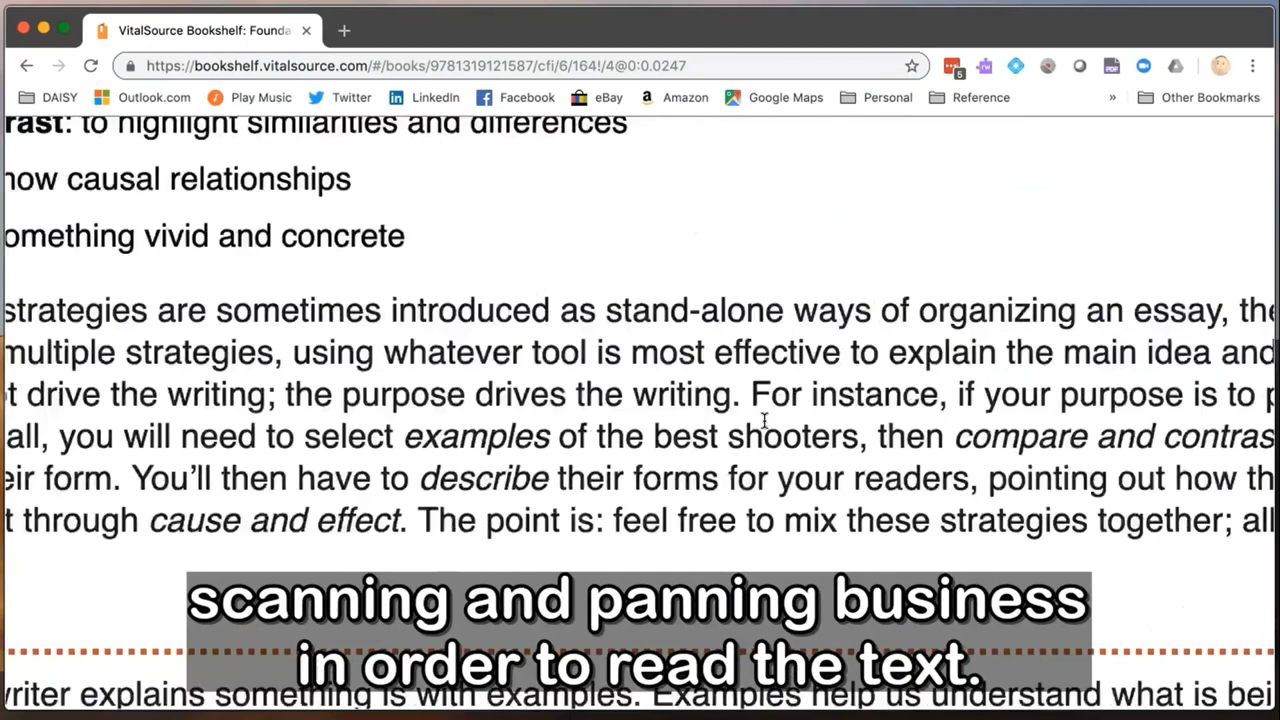 VitalSource Bookshelf: Founda
https://bookshelf.vitalsource.com/#/books/9781319121587/cfi/6/164!/4@0:0.0247
5
rw
PDF
DAISY Outlook.com Play Music Twitter LinkedIn Facebook eBay Amazon Google Maps Personal Reference » Other Bookmarks
rast: to highlight similarities and differences
how causal relationships
omething vivid and concrete
strategies are sometimes introduced as stand-alone ways of organizing an essay, the
multiple strategies, using whatever tool is most effective to explain the main idea and
t drive the writing; the purpose drives the writing. For instance, if your purpose is to p
all, you will need to select examples of the best shooters, then compare and contras
eir form. You’ll then have to describe their forms for your readers, pointing out how th
t through cause and effect. The point is: feel free to mix these strategies together; all
scanning and panning business
in order to read the text.
writer explains something is with examples. Examples help us understand what is bei